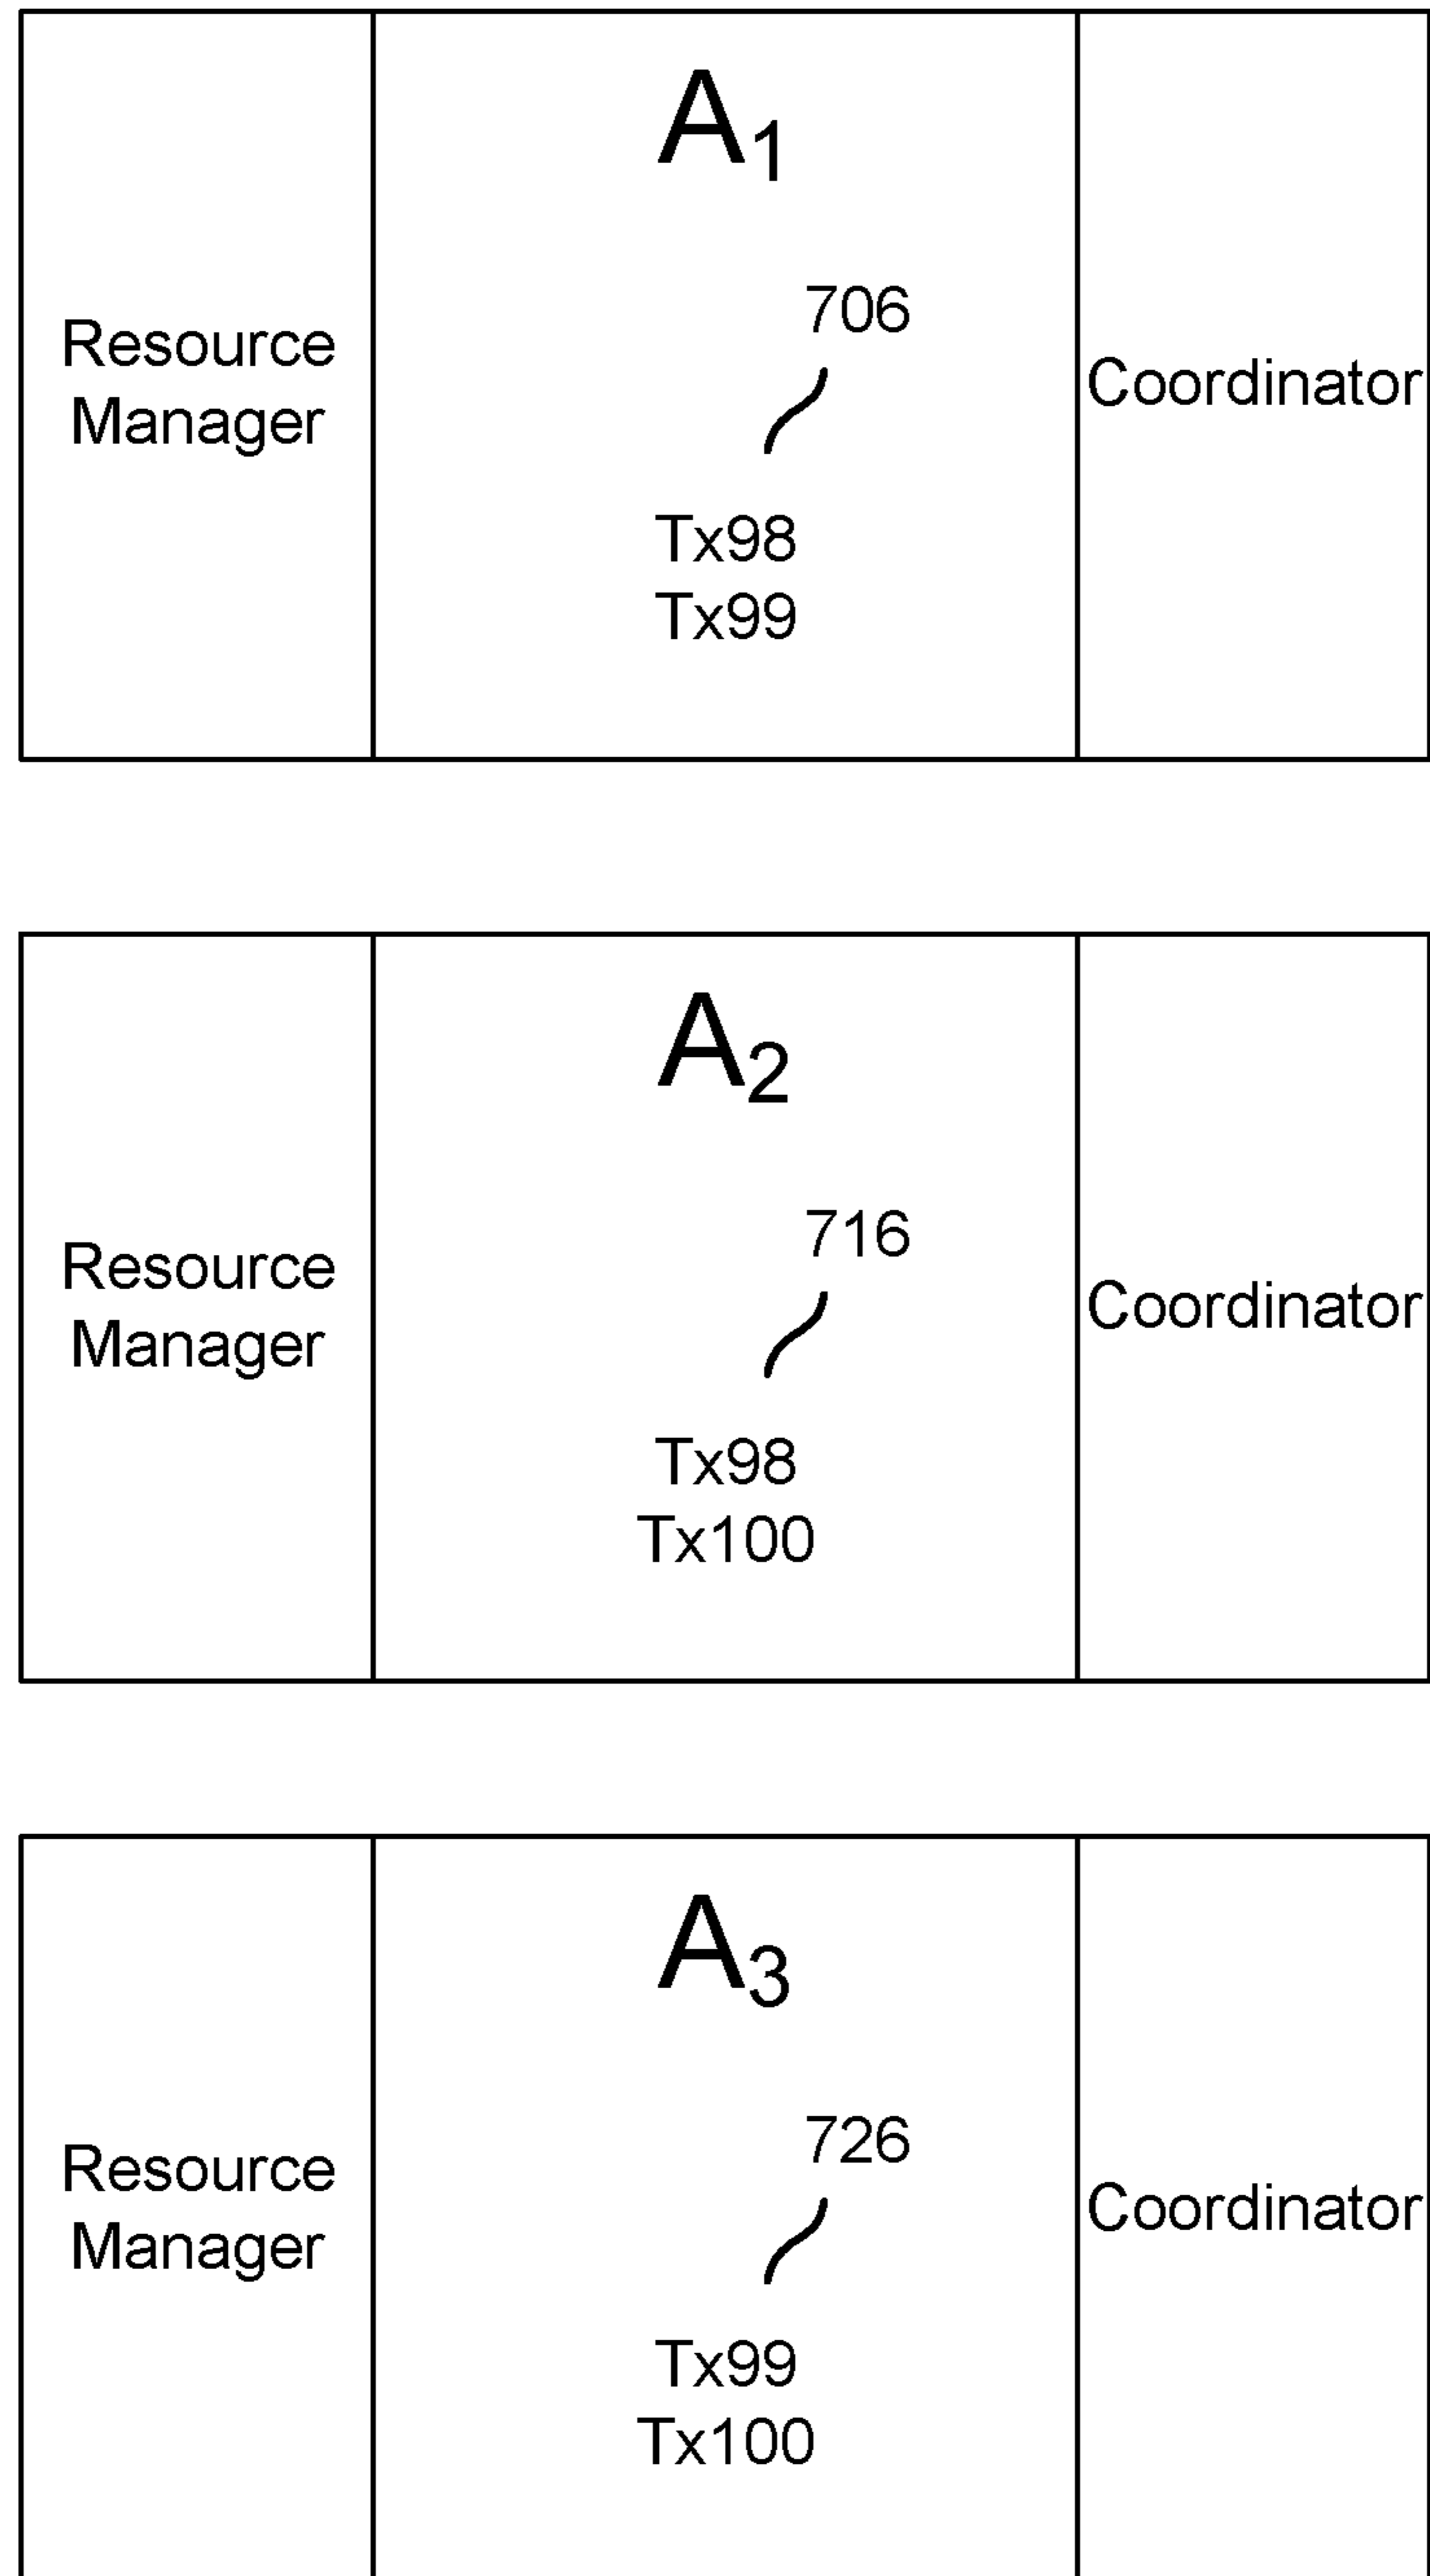 A1
706
Resource
Manager
Coordinator
Tx98
Tx99
A2
716
Resource
Manager
Coordinator
Tx98
Tx100
A3
726
Resource
Manager
Coordinator
Tx99
Tx100